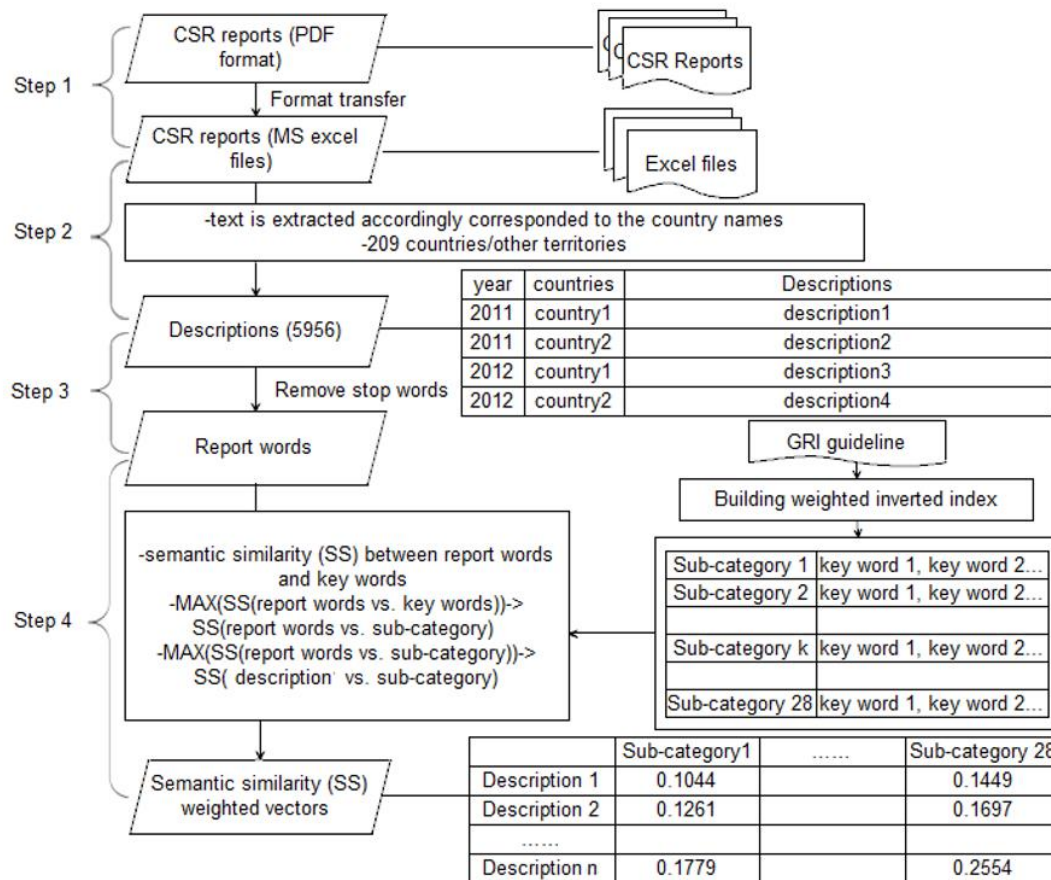 CSR reports (PDF
format)
C
C
CSR Reports
Step 1
Format transfer
CSR reports (MS excel
files)
Excel files
-text is extracted accordingly corresponded to the country names
-209 countries/other territories
Step 2
year countries Descriptions
2011 country1 description1
2011 country2 description2
2012 country1 description3
2012 country2 description4
Descriptions (5956)
Step 3
Remove stop words
Report words
GRI guideline
Building weighted inverted index
Sub-category 1 key word 1, key word 2...
Sub-category 2 key word 1, key word 2...
Sub-category k key word 1, key word 2...
Sub-category 28 key word 1, key word 2...
Step 4
-semantic similarity (SS) between report words
and key words
-MAX(SS(report words vs. key words))->
SS(report words vs. sub-category)
-MAX(SS(report words vs. sub-category))->
SS( description vs. sub-category)
Semantic similarity (SS)
weighted vectors
Sub-category1 ...... Sub-category 28
Description 1 0.1044 0.1449
Description 2 0.1261 0.1697
......
Description n 0.1779 0.2554